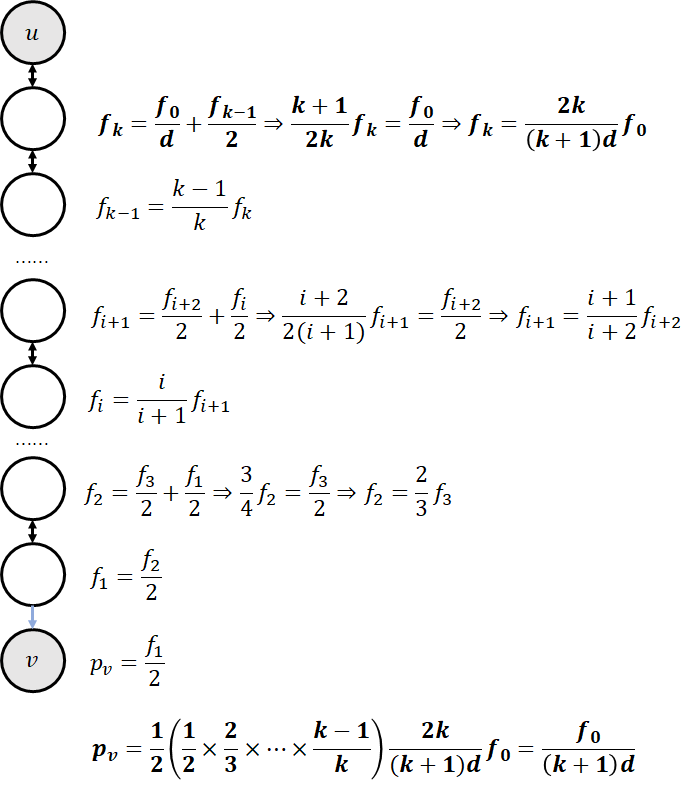 u
f_k = f_0/d + f_{k−1}/2 ⇒ (k+1)/(2k) f_k = f_0/d ⇒ f_k = 2k/((k+1)d) f_0
f_{k−1} = (k−1)/k f_k
……
f_{i+1} = f_{i+2}/2 + f_i/2 ⇒ (i+2)/(2(i+1)) f_{i+1} = f_{i+2}/2 ⇒ f_{i+1} = (i+1)/(i+2) f_{i+2}
f_i = i/(i+1) f_{i+1}
……
f_2 = f_3/2 + f_1/2 ⇒ 3/4 f_2 = f_3/2 ⇒ f_2 = 2/3 f_3
f_1 = f_2/2
v
p_v = f_1/2
p_v = 1/2 (1/2 × 2/3 × ⋯ × (k−1)/k) 2k/((k+1)d) f_0 = f_0/((k+1)d)